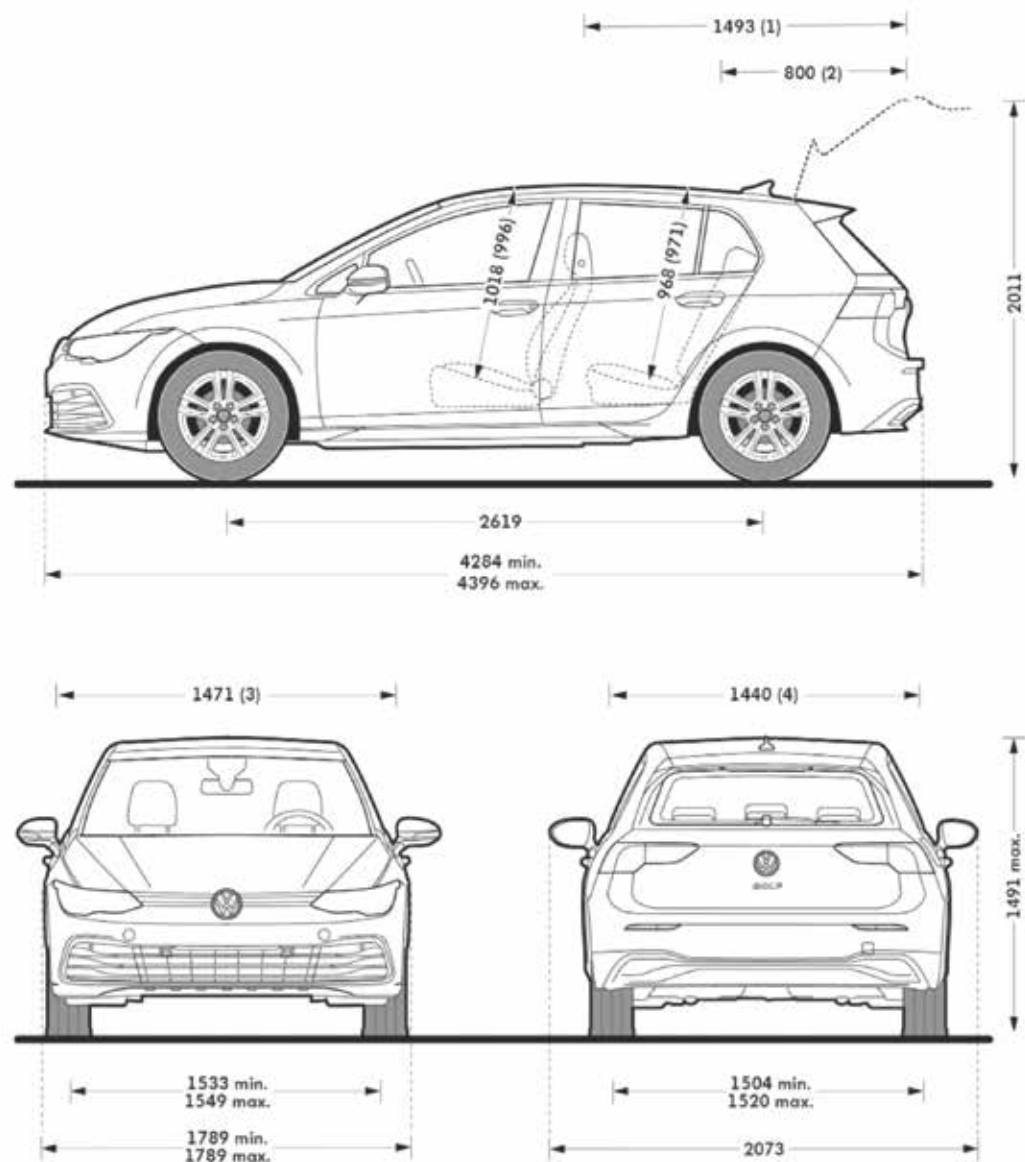 1493 (1)
800 (2)
1018 (996)
968 (971)
2011
2619
4284 min.
4396 max.
1471 (3)
1440 (4)
GOLF
1491 max.
1533 min.
1549 max.
1504 min.
1520 max.
1789 min.
1789 max.
2073